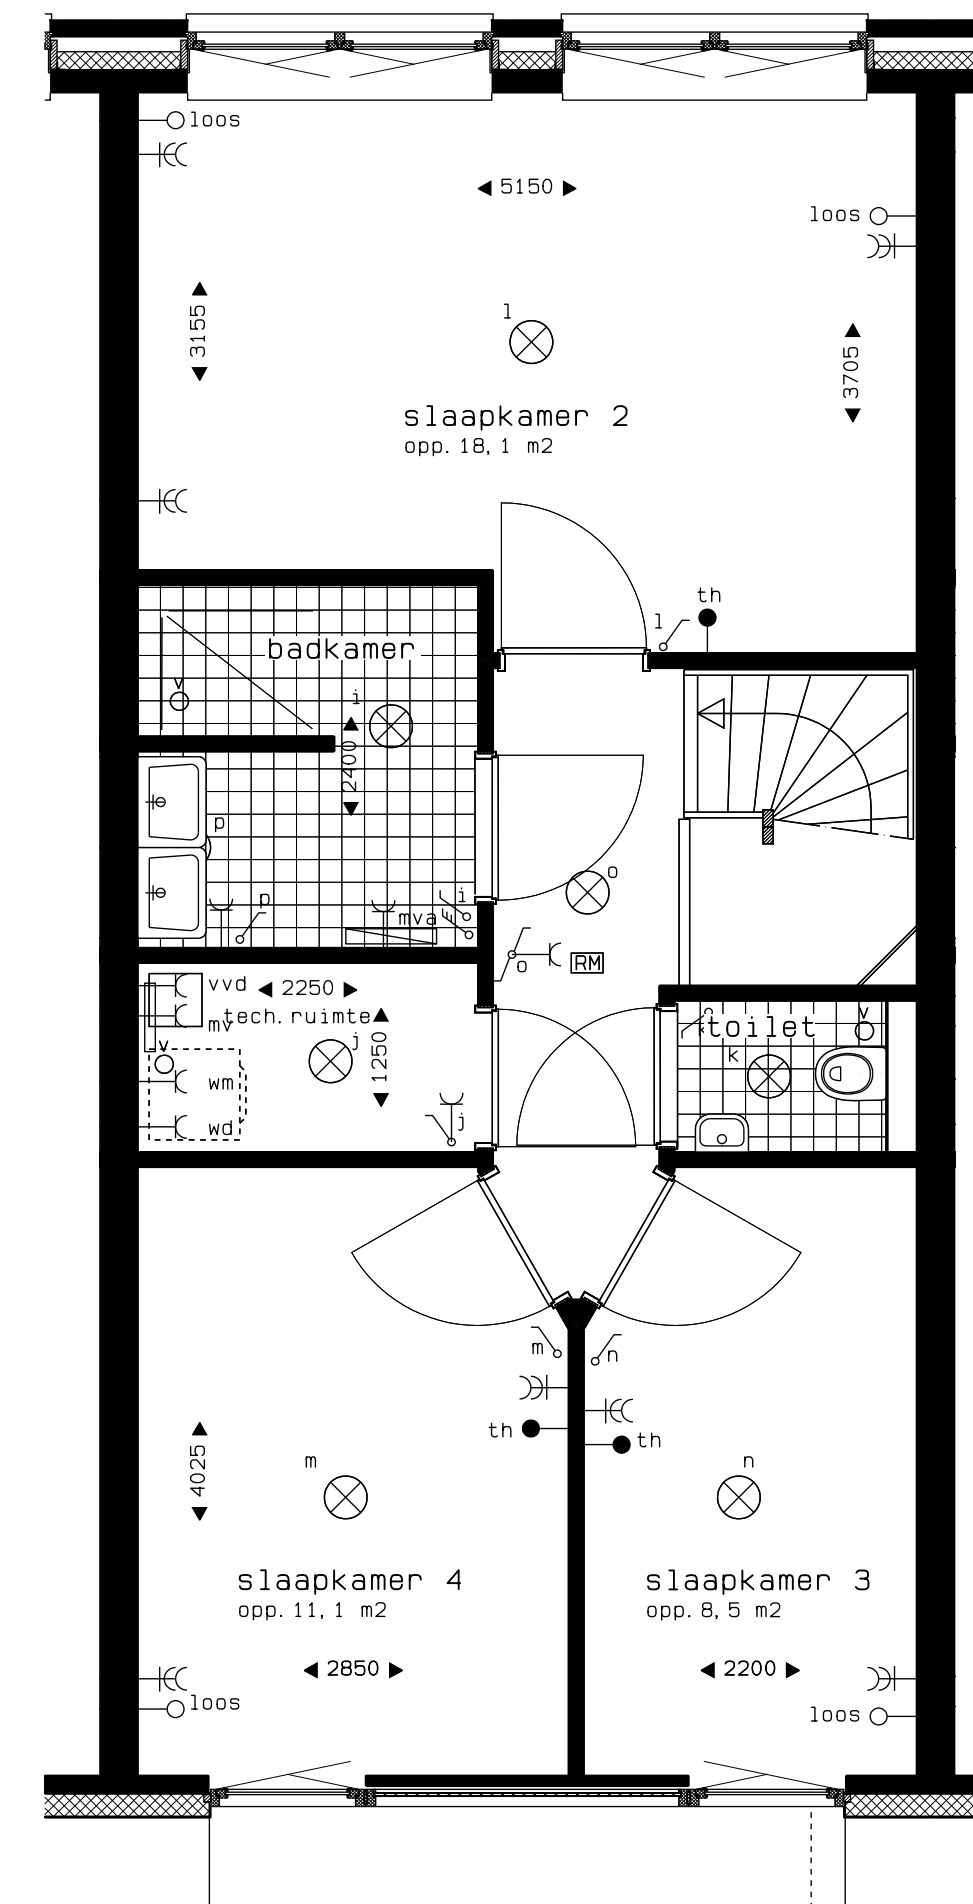 loos
5150
loos
3155
l
3705
slaapkamer 2
opp. 18, 1 m2
th
l
badkamer
v
i
2400
p
o
p
i
mva
o
RM
vvd
2250
mv
tech. ruimte
j
v
1250
wm
wd
j
toilet
v
k
m
n
th
th
4025
m
n
slaapkamer 4
opp. 11, 1 m2
slaapkamer 3
opp. 8, 5 m2
2850
2200
loos
loos